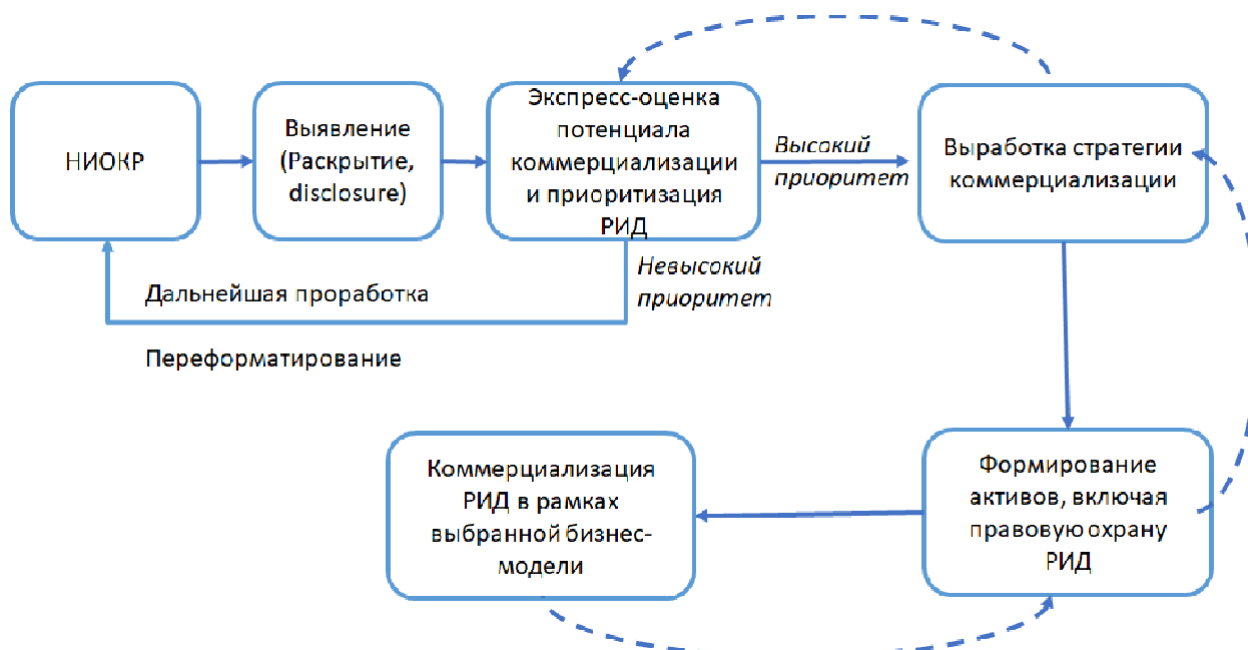 НИОКР
Выявление
(Раскрытие,
disclosure)
Экспресс-оценка
потенциала
коммерциализации
и приоритизация
РИД
Высокий
приоритет
Выработка стратегии
коммерциализации
Невысокий
приоритет
Дальнейшая проработка
Переформатирование
Коммерциализация
РИД в рамках
выбранной бизнес-
модели
Формирование
активов, включая
правовую охрану
РИД